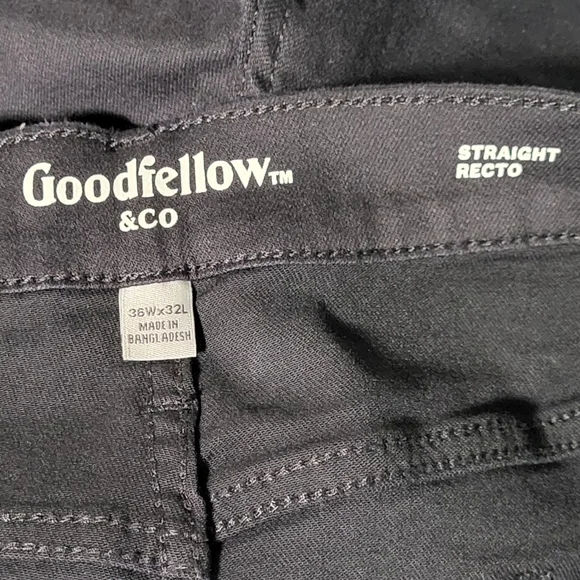 Goodfellow™
&CO
STRAIGHT
RECTO
36Wx32L
MADE IN
BANGLADESH